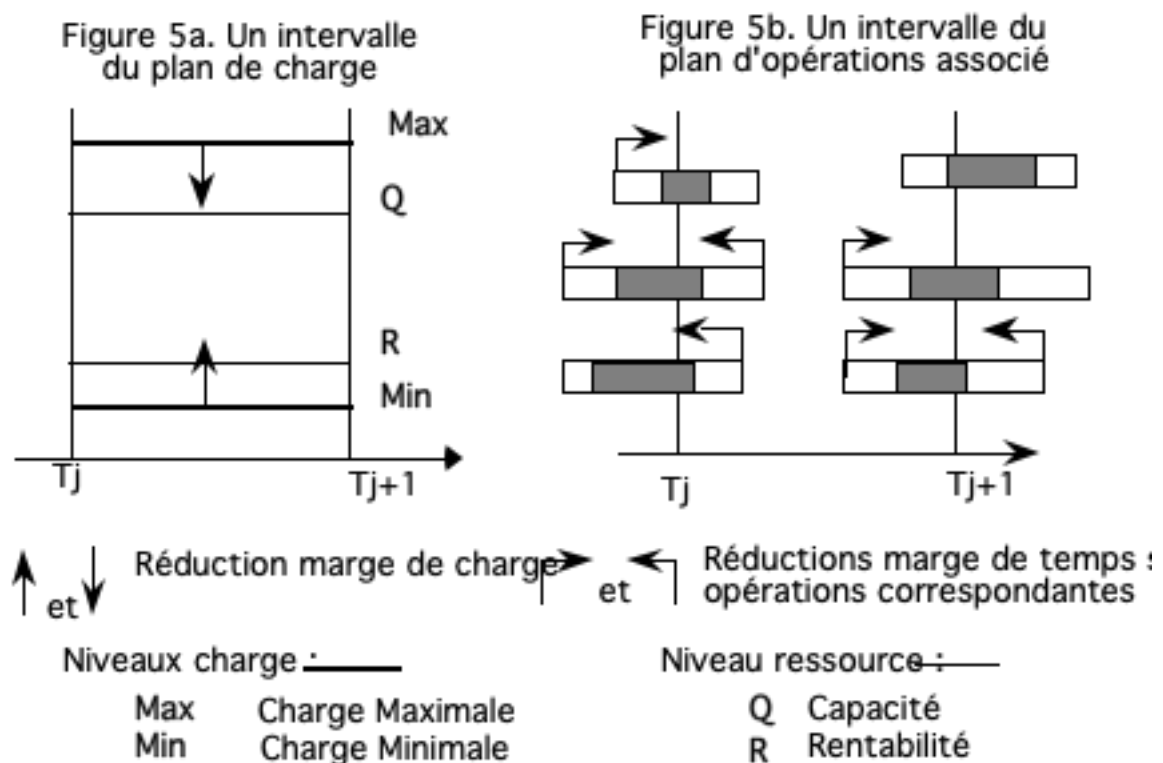 Figure 5a. Un intervalle
du plan de charge
Figure 5b. Un intervalle du
plan d'opérations associé
Max
Q
R
Min
Tj
Tj+1
Tj
Tj+1
et
Réduction marge de charge
et
Réductions marge de temps s
opérations correspondantes
Niveaux charge :
Max Charge Maximale
Min Charge Minimale
Niveau ressource :
Q Capacité
R Rentabilité